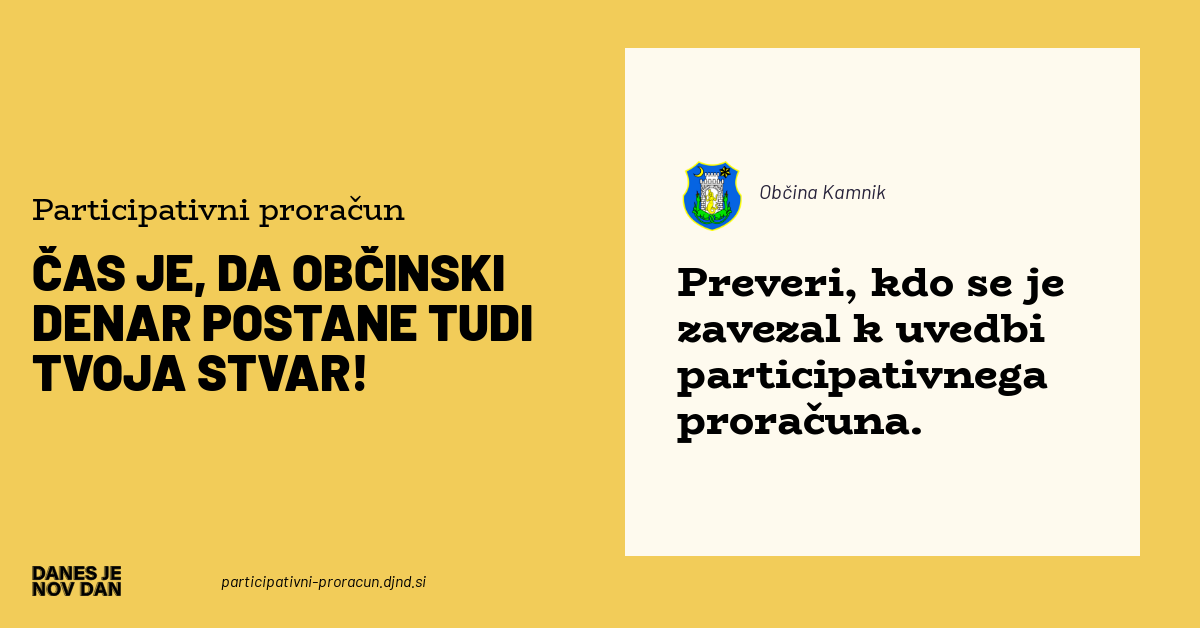 Participativni proračun
ČAS JE, DA OBČINSKI
DENAR POSTANE TUDI
TVOJA STVAR!
DANES JE
NOV DAN
participativni-proracun.djnd.si
Občina Kamnik
Preveri, kdo se je
zavezal k uvedbi
participativnega
proračuna.